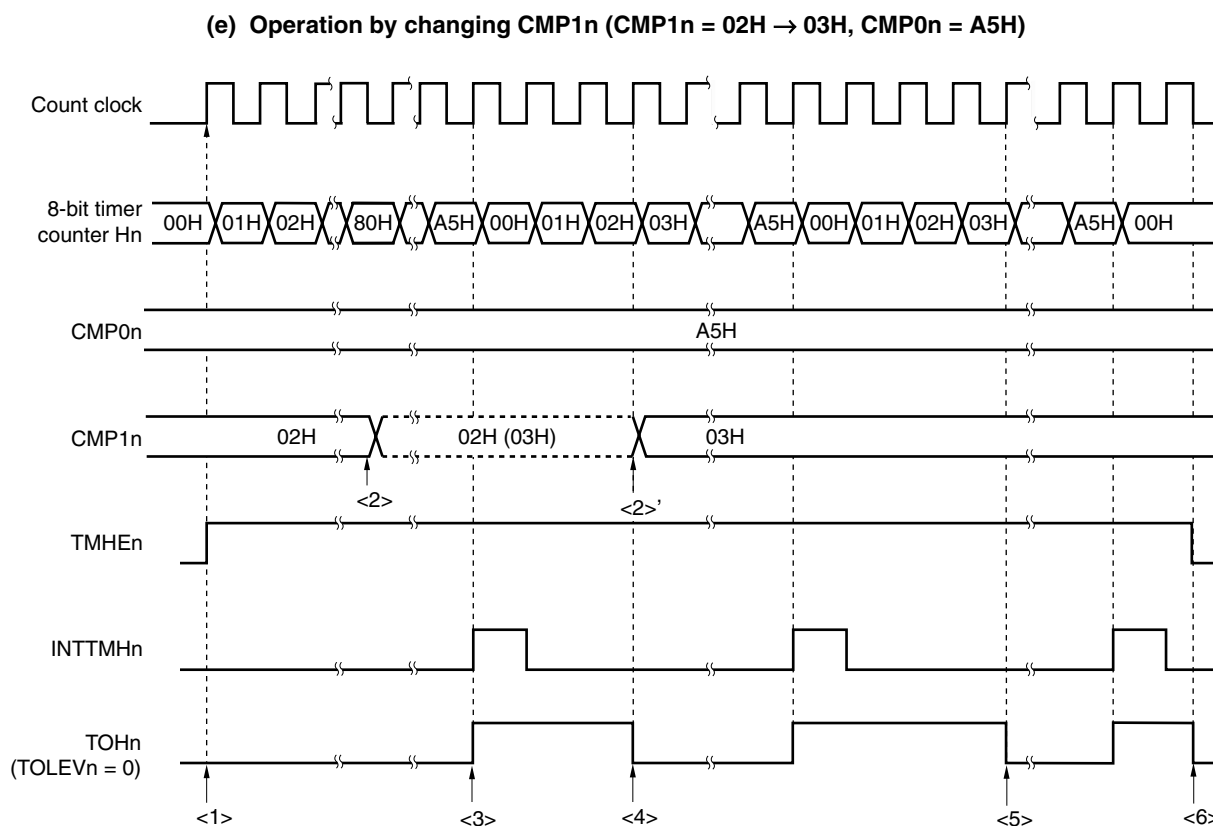 (e) Operation by changing CMP1n (CMP1n = 02H → 03H, CMP0n = A5H)
Count clock
8-bit timer
counter Hn
00H 01H 02H 80H A5H 00H 01H 02H 03H A5H 00H 01H 02H 03H A5H 00H
CMP0n
A5H
CMP1n
02H 02H (03H) 03H
<2> <2>’
TMHEn
INTTMHn
TOHn
(TOLEVn = 0)
<1> <3> <4> <5> <6>